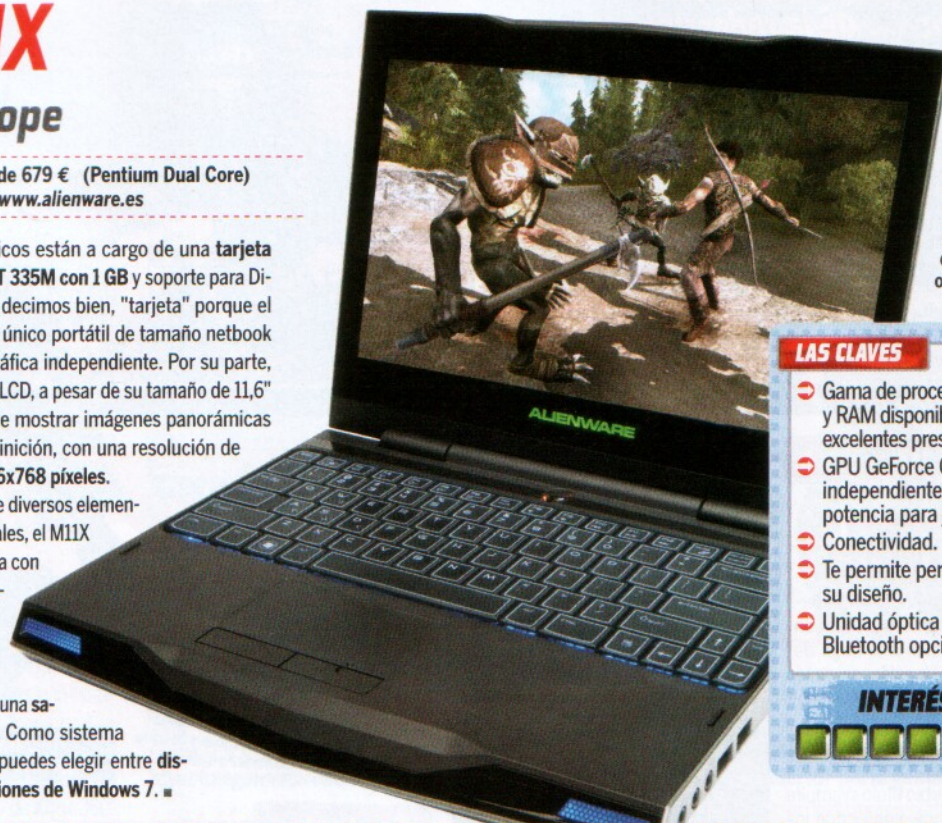 1X
ope
de 679 € (Pentium Dual Core)
www.alienware.es
icos están a cargo de una tarjeta
T 335M con 1 GB y soporte para Di-
decimos bien, "tarjeta" porque el
único portátil de tamaño netbook
áfica independiente. Por su parte,
LCD, a pesar de su tamaño de 11,6"
e mostrar imágenes panorámicas
inición, con una resolución de
6x768 píxeles.
e diversos elemen-
ales, el M11X
a con
una sa-
. Como sistema
puedes elegir entre dis-
iones de Windows 7.
ALIENWARE
LAS CLAVES
Gama de proce
y RAM disponil
excelentes pres
GPU GeForce G
independiente
potencia para
Conectividad.
Te permite per
su diseño.
Unidad óptica
Bluetooth opci
INTERÉS